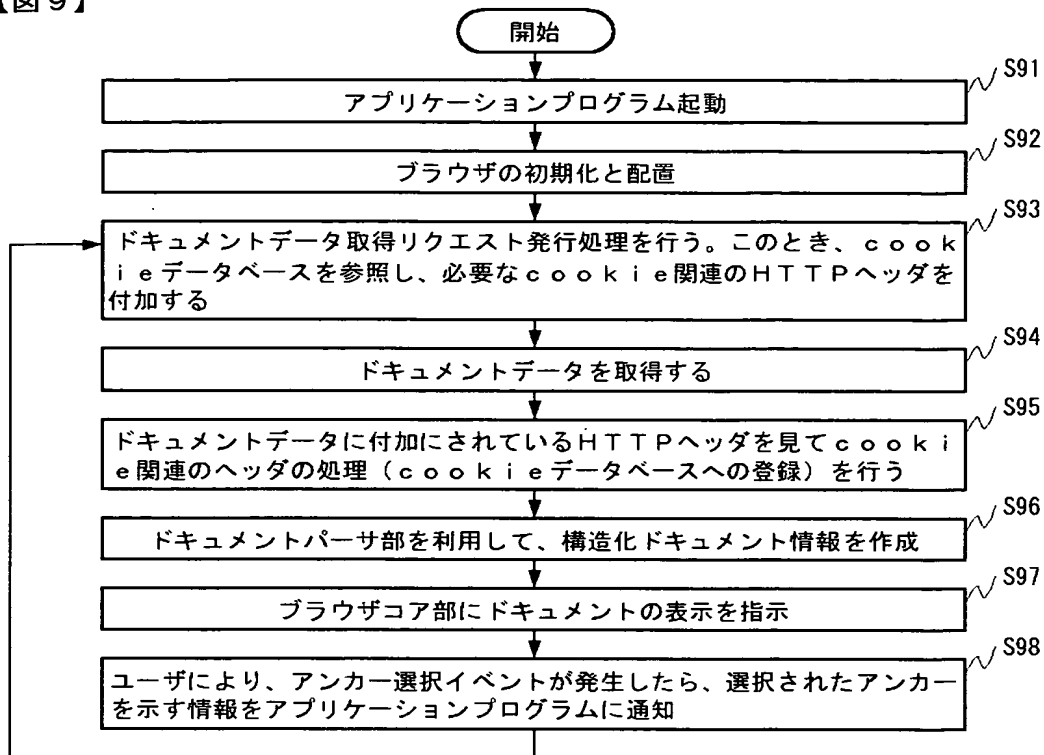 【図９】
開始
S91
アプリケーションプログラム起動
S92
ブラウザの初期化と配置
S93
ドキュメントデータ取得リクエスト発行処理を行う。このとき、ｃｏｏｋ
ｉｅデータベースを参照し、必要なｃｏｏｋｉｅ関連のＨＴＴＰヘッダを
付加する
S94
ドキュメントデータを取得する
S95
ドキュメントデータに付加にされているＨＴＴＰヘッダを見てｃｏｏｋｉ
ｅ関連のヘッダの処理（ｃｏｏｋｉｅデータベースへの登録）を行う
S96
ドキュメントパーサ部を利用して、構造化ドキュメント情報を作成
S97
ブラウザコア部にドキュメントの表示を指示
S98
ユーザにより、アンカー選択イベントが発生したら、選択されたアンカー
を示す情報をアプリケーションプログラムに通知